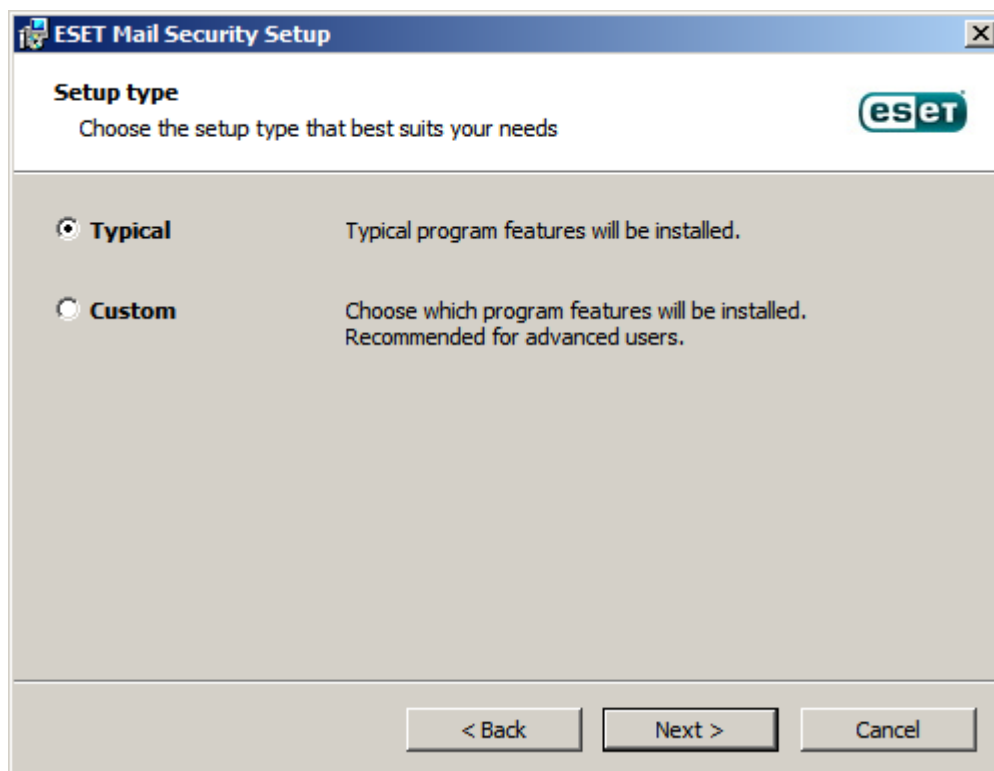 ESET Mail Security Setup
Setup type
Choose the setup type that best suits your needs
eseT
Typical
Typical program features will be installed.
Custom
Choose which program features will be installed.
Recommended for advanced users.
< Back
Next >
Cancel